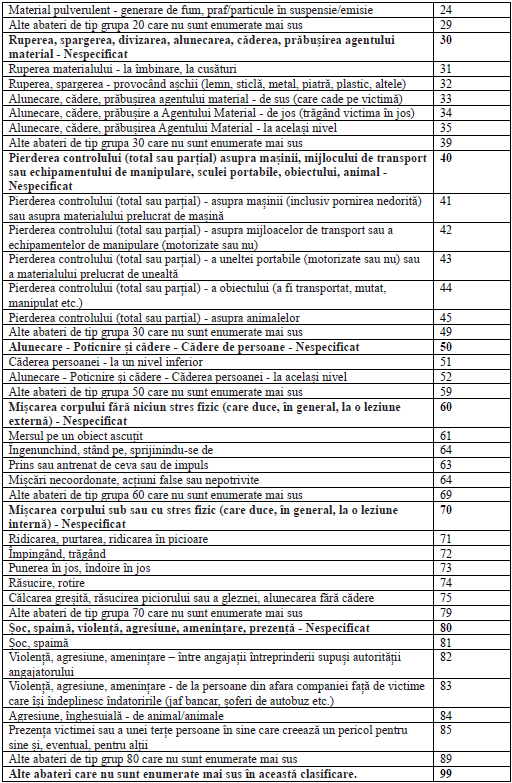 Material pulverulent - generare de fum, praf/particule în suspensie/emisie 24
Alte abateri de tip grupa 20 care nu sunt enumerate mai sus 29
Ruperea, spargerea, divizarea, alunecarea, căderea, prăbușirea agentului 30
material - Nespecificat
Ruperea materialului - la îmbinare, la cusături 31
Ruperea, spargerea - provocând așchii (lemn, sticlă, metal, piatră, plastic, altele) 32
Alunecare, cădere, prăbușirea agentului material - de sus (care cade pe victimă) 33
Alunecare, cădere, prăbușire a Agentului Material - de jos (trăgând victima în jos) 34
Alunecare, cădere, prăbușirea Agentului Material - la același nivel 35
Alte abateri de tip grupa 30 care nu sunt enumerate mai sus 39
Pierderea controlului (total sau parțial) asupra mașinii, mijlocului de transport 40
sau echipamentului de manipulare, sculei portabile, obiectului, animal -
Nespecificat
Pierderea controlului (total sau parțial) - asupra mașinii (inclusiv pornirea nedorită) 41
sau asupra materialului prelucrat de mașină
Pierderea controlului (total sau parțial) - asupra mijloacelor de transport sau a 42
echipamentelor de manipulare (motorizate sau nu)
Pierderea controlului (total sau parțial) - a uneltei portabile (motorizate sau nu) sau 43
a materialului prelucrat de unealtă
Pierderea controlului (total sau parțial) - a obiectului (a fi transportat, mutat, 44
manipulat etc.)
Pierderea controlului (total sau parțial) - asupra animalelor 45
Alte abateri de tip grupa 30 care nu sunt enumerate mai sus 49
Alunecare - Poticnire și cădere - Cădere de persoane - Nespecificat 50
Căderea persoanei - la un nivel inferior 51
Alunecare - Poticnire și cădere - Căderea persoanei - la același nivel 52
Alte abateri de tip grupa 50 care nu sunt enumerate mai sus 59
Mișcarea corpului fără niciun stres fizic (care duce, în general, la o leziune 60
externă) - Nespecificat
Mersul pe un obiect ascuțit 61
Îngenunchind, stând pe, sprijinindu-se de 64
Prins sau antrenat de ceva sau de impuls 63
Mișcări necoordonate, acțiuni false sau nepotrivite 64
Alte abateri de tip grupa 60 care nu sunt enumerate mai sus 69
Mișcarea corpului sub sau cu stres fizic (care duce, în general, la o leziune 70
internă) - Nespecificat
Ridicarea, purtarea, ridicarea în picioare 71
Împingând, trăgând 72
Punerea în jos, îndoire în jos 73
Răsucire, rotire 74
Călcarea greșită, răsucirea piciorului sau a gleznei, alunecarea fără cădere 75
Alte abateri de tip grupa 70 care nu sunt enumerate mai sus 79
Șoc, spaimă, violență, agresiune, amenințare, prezență - Nespecificat 80
Șoc, spaimă 81
Violență, agresiune, amenințare – între angajații întreprinderii supuși autorității 82
angajatorului
Violență, agresiune, amenințare - de la persoane din afara companiei față de victime 83
care își îndeplinesc îndatoririle (jaf bancar, șoferi de autobuz etc.)
Agresiune, înghesuială - de animal/animale 84
Prezența victimei sau a unei terțe persoane în sine care creează un pericol pentru 85
sine și, eventual, pentru alții
Alte abateri de tip grup 80 care nu sunt enumerate mai sus 89
Alte abateri care nu sunt enumerate mai sus în această clasificare. 99